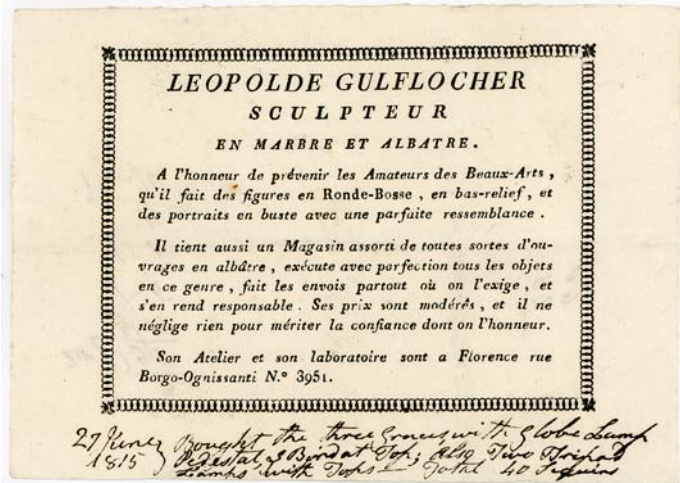 LEOPOLDE GULFLOCHER
SCULPTEUR
EN MARBRE ET ALBATRE.
A l'honneur de prévenir les Amateurs des Beaux-Arts,
qu'il fait des figures en Ronde-Bosse, en bas-relief, et
des portraits en buste avec une parfaite ressemblance.
Il tient aussi un Magasin assorti de toutes sortes d'ou-
vrages en albâtre, exécute avec perfection tous les objets
en ce genre, fait les envois partout où on l'exige, et
s'en rend responsable. Ses prix sont modérés, et il ne
néglige rien pour mériter la confiance dont on l'honneur.
Son Atelier et son laboratoire sont a Florence rue
Borgo-Ognissanti N.° 3951.
27 Bought the three Graces, with Globe Lamp
1815 Pedestal & Bird at Top; also Two Tripod
Lamps with Tops — Total 40 Sequins